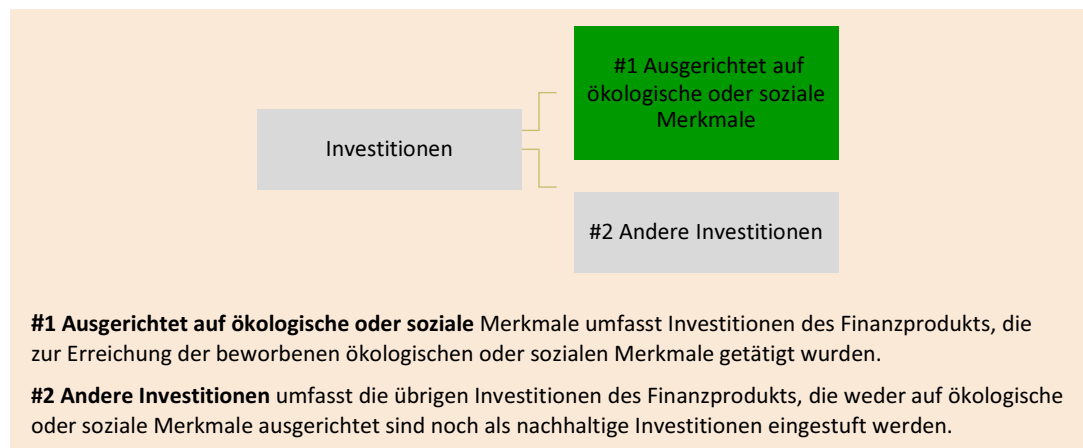 #1 Ausgerichtet auf
ökologische oder soziale
Merkmale
Investitionen
#2 Andere Investitionen
#1 Ausgerichtet auf ökologische oder soziale Merkmale umfasst Investitionen des Finanzprodukts, die
zur Erreichung der beworbenen ökologischen oder sozialen Merkmale getätigt wurden.
#2 Andere Investitionen umfasst die übrigen Investitionen des Finanzprodukts, die weder auf ökologische
oder soziale Merkmale ausgerichtet sind noch als nachhaltige Investitionen eingestuft werden.